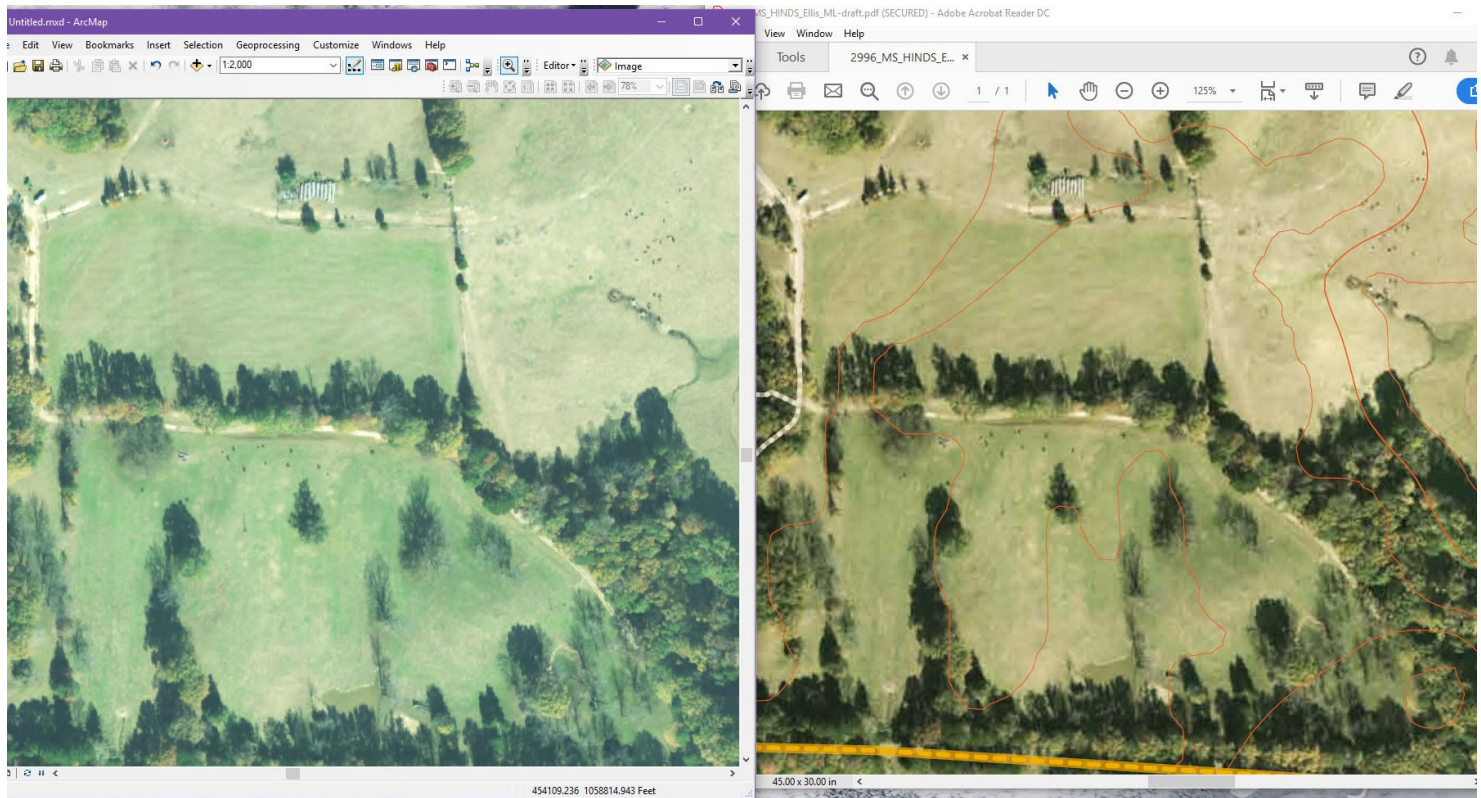 Untitled.mxd - ArcMap
Edit View Bookmarks Insert Selection Geoprocessing Customize Windows Help
1:2,000
Editor
Image
78%
454109.236 1058814.943 Feet
MS_HINDS_Ellis_ML-draft.pdf (SECURED) - Adobe Acrobat Reader DC
View Window Help
Tools
2996_MS_HINDS_E... ×
1 / 1
125%
45.00 x 30.00 in